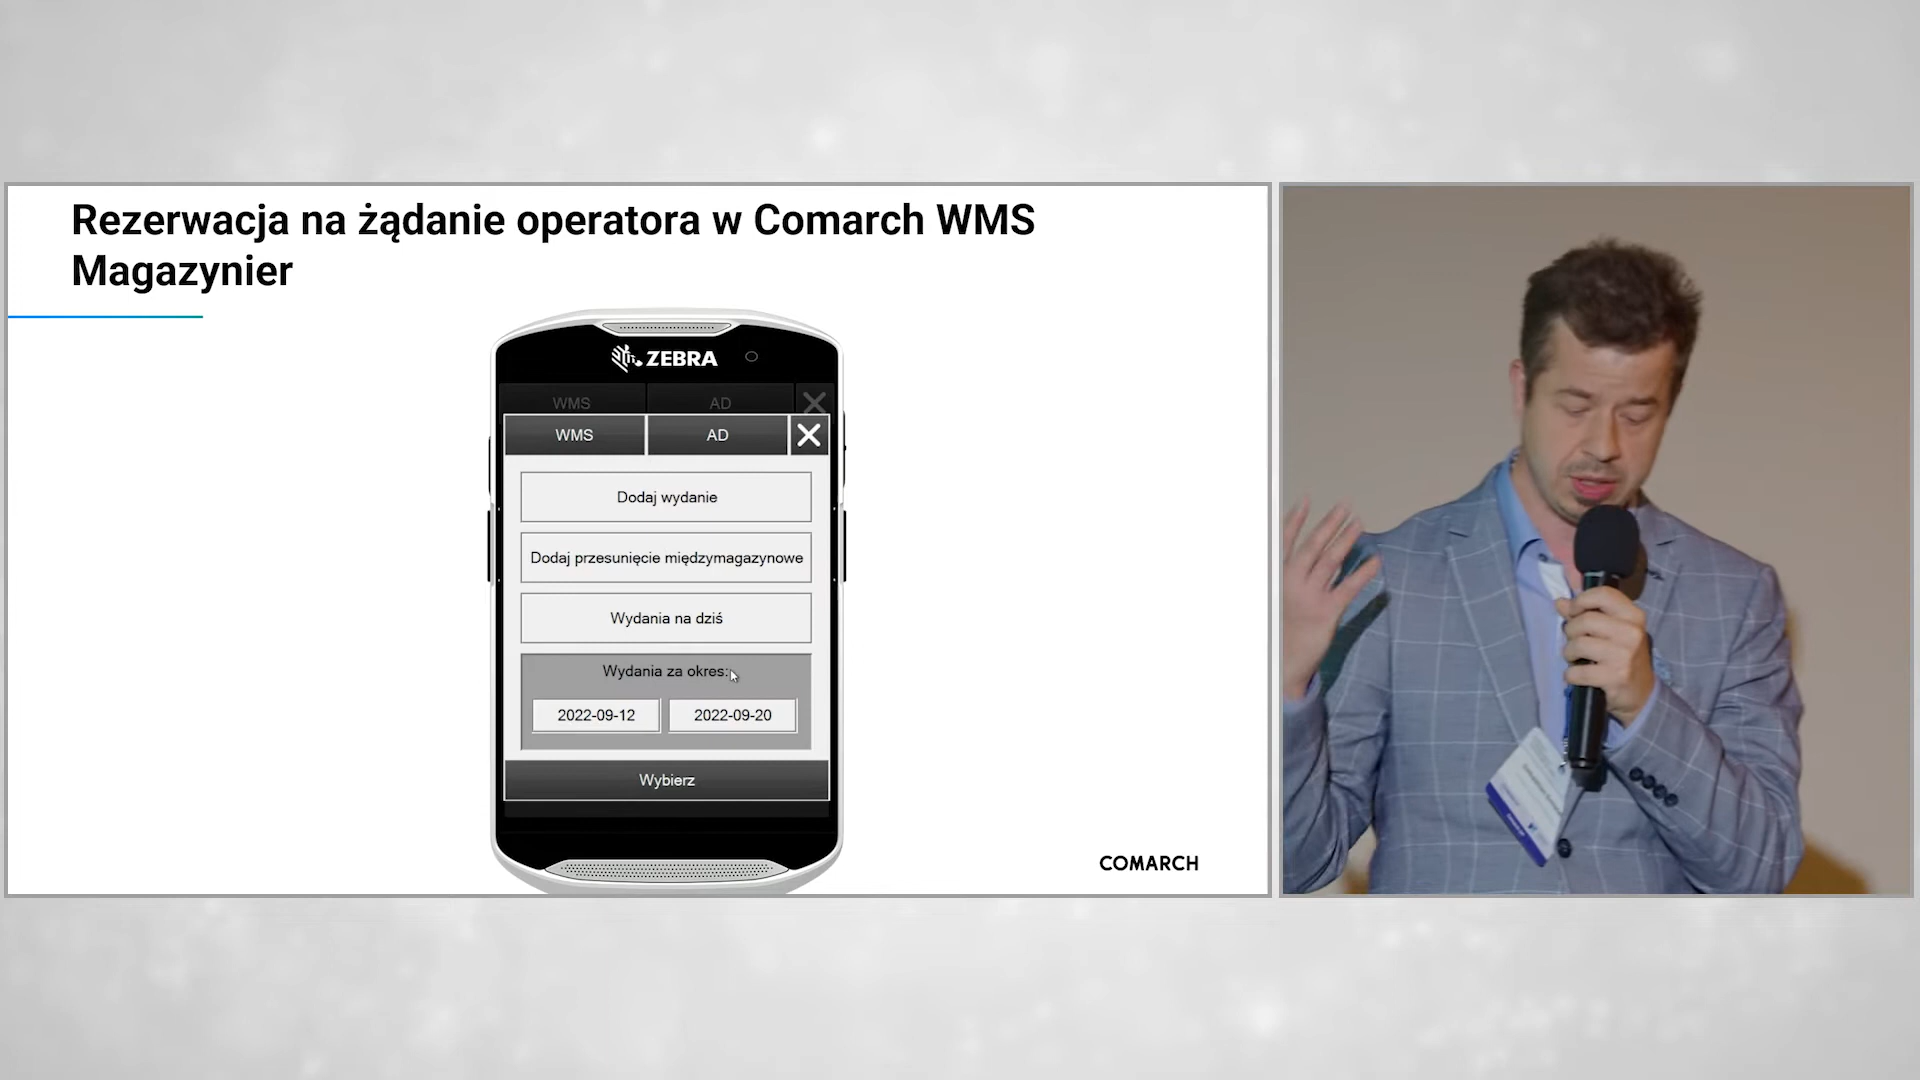 Rezerwacja na żądanie operatora w Comarch WMS
Magazynier
ZEBRA
WMS AD
WMS AD
Dodaj wydanie
Dodaj przesunięcie międzymagazynowe
Wydania na dziś
Wydania za okres:
2022-09-12 2022-09-20
Wybierz
COMARCH